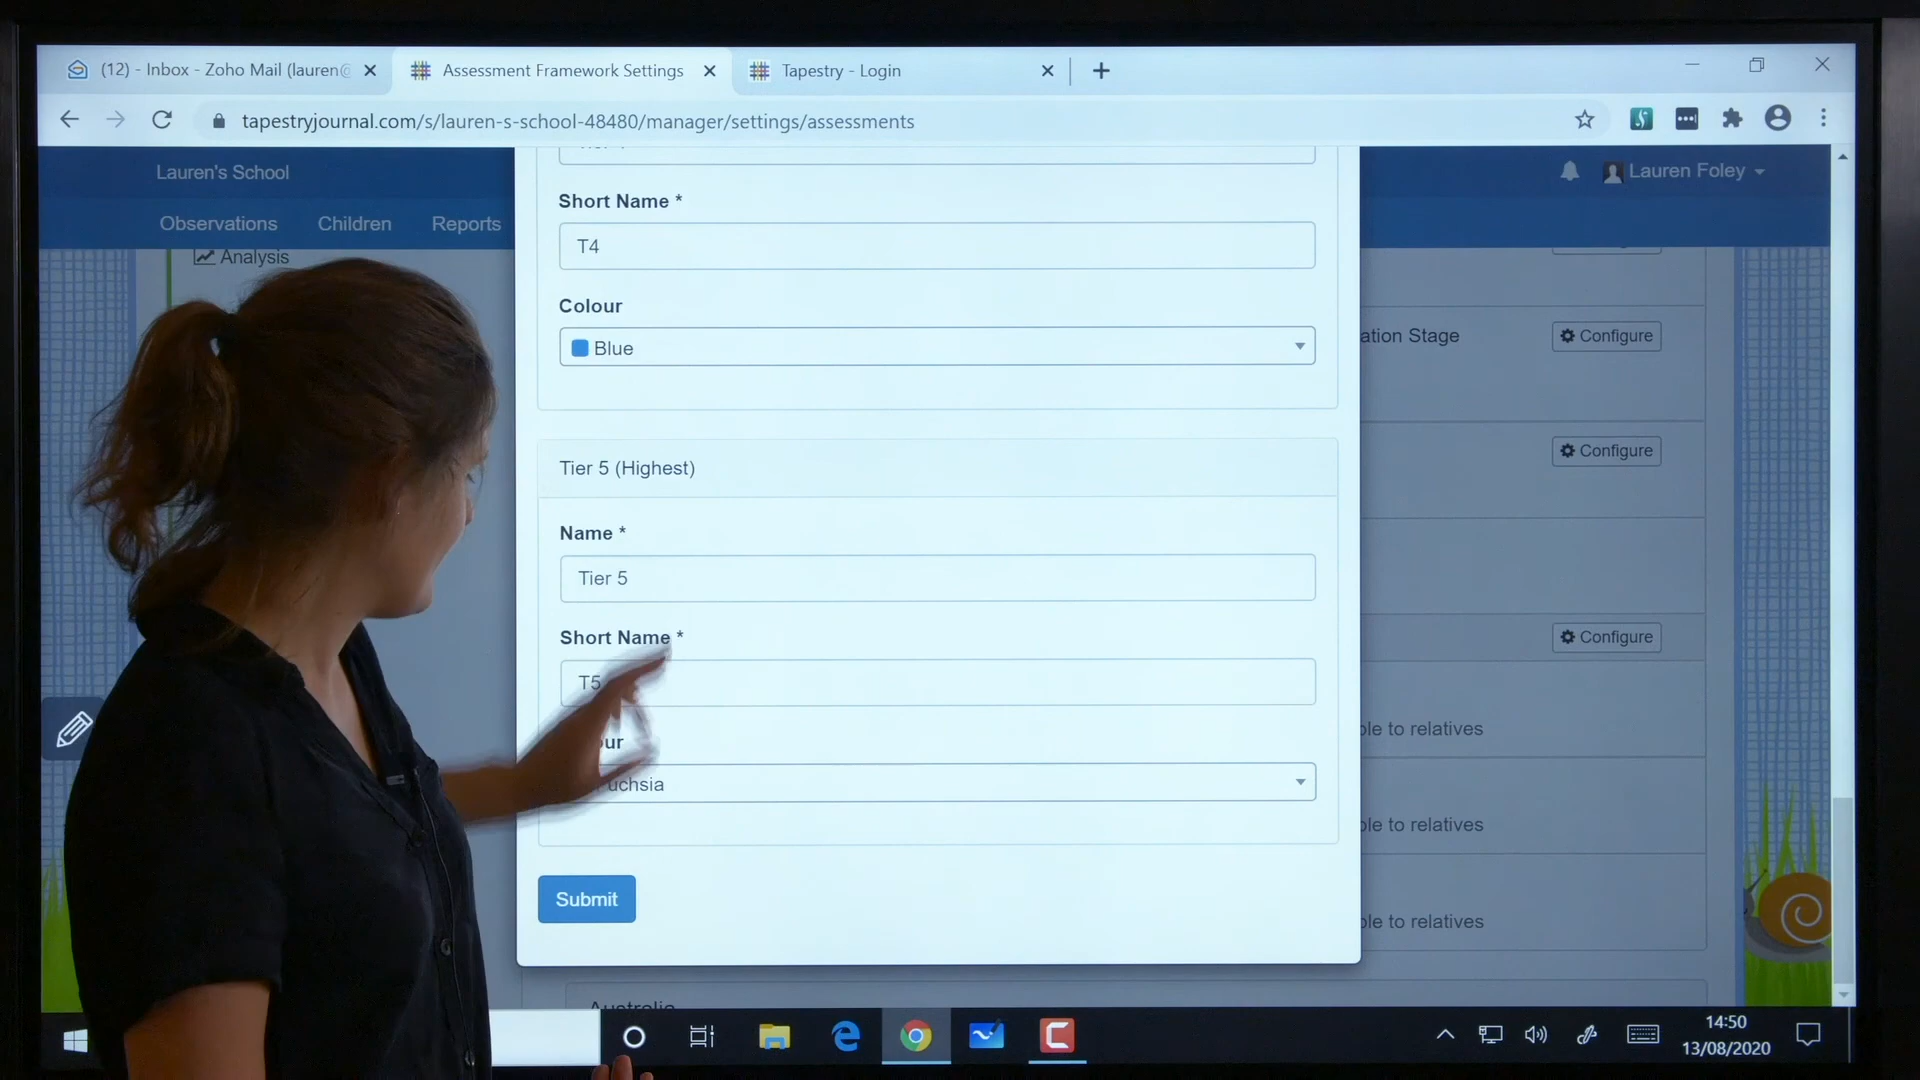 (12) - Inbox - Zoho Mail (lauren@
Assessment Framework Settings
Tapestry - Login
tapestryjournal.com/s/lauren-s-school-48480/manager/settings/assessments
Lauren's School
Lauren Foley
Observations
Children
Reports
Analysis
Short Name *
T4
Colour
Blue
ation Stage
Configure
Configure
Tier 5 (Highest)
Name *
Tier 5
Short Name *
T5
Configure
ur
uchsia
ble to relatives
ble to relatives
Submit
ble to relatives
Australia
14:50
13/08/2020